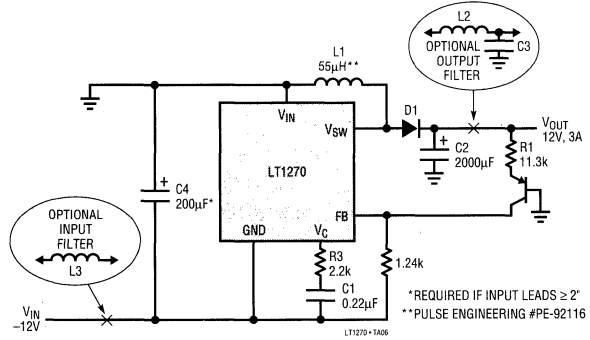 L2
OPTIONAL
OUTPUT
FILTER
C3
L1
55µH**
VIN
VSW
D1
VOUT
12V, 3A
+
C2
2000µF
R1
11.3k
LT1270
+
C4
200µF*
OPTIONAL
INPUT
FILTER
L3
FB
GND
VC
R3
2.2k
1.24k
C1
0.22µF
*REQUIRED IF INPUT LEADS ≥ 2"
**PULSE ENGINEERING #PE-92116
VIN
–12V
LT1270 • TA06